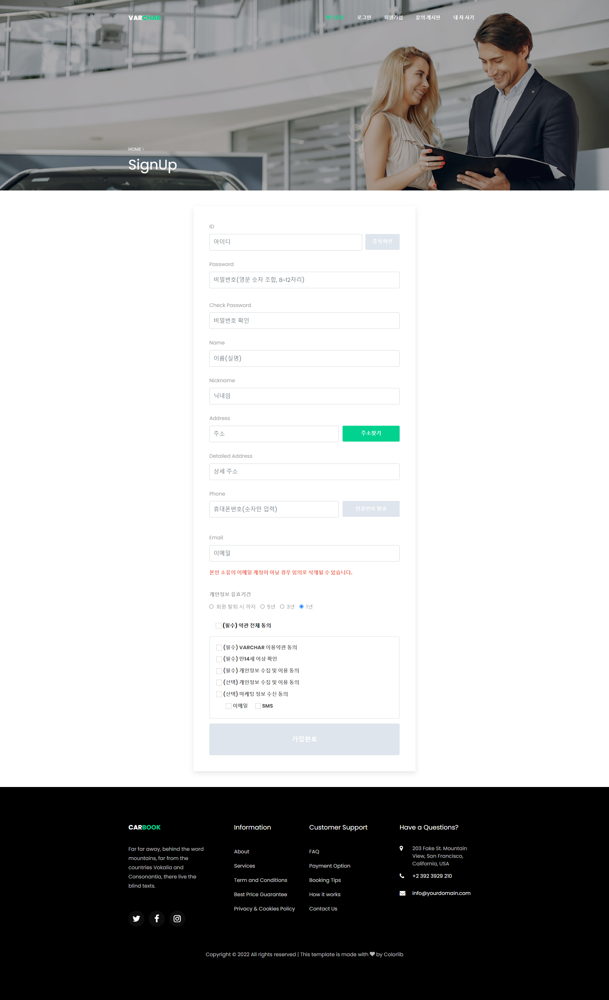 VARCHAR
메인화면 로그인 회원가입 문의 게시판 내 차 사기
HOME >
SignUp
ID
아이디 중복확인
Password
비밀번호(영문 숫자 조합, 8~12자리)
Check Password
비밀번호 확인
Name
이름(실명)
Nickname
닉네임
Address
주소 주소찾기
Detailed Address
상세 주소
Phone
휴대폰번호(숫자만 입력) 인증번호 발송
Email
이메일
본인 소유의 이메일 계정이 아닐 경우 임의로 삭제될 수 있습니다.
개인정보 유효기간
회원 탈퇴 시 까지 5년 3년 1년
(필수) 약관 전체 동의
(필수) VARCHAR 이용약관 동의
(필수) 만14세 이상 확인
(필수) 개인정보 수집 및 이용 동의
(선택) 개인정보 수집 및 이용 동의
(선택) 마케팅 정보 수신 동의
이메일 SMS
가입완료
CARBOOK
Far far away, behind the word
mountains, far from the
countries Vokalia and
Consonantia, there live the
blind texts.
Information
About
Services
Term and Conditions
Best Price Guarantee
Privacy & Cookies Policy
Customer Support
FAQ
Payment Option
Booking Tips
How it works
Contact Us
Have a Questions?
203 Fake St. Mountain
View, San Francisco,
California, USA
+2 392 3929 210
info@yourdomain.com
Copyright © 2022 All rights reserved | This template is made with ♥ by Colorlib